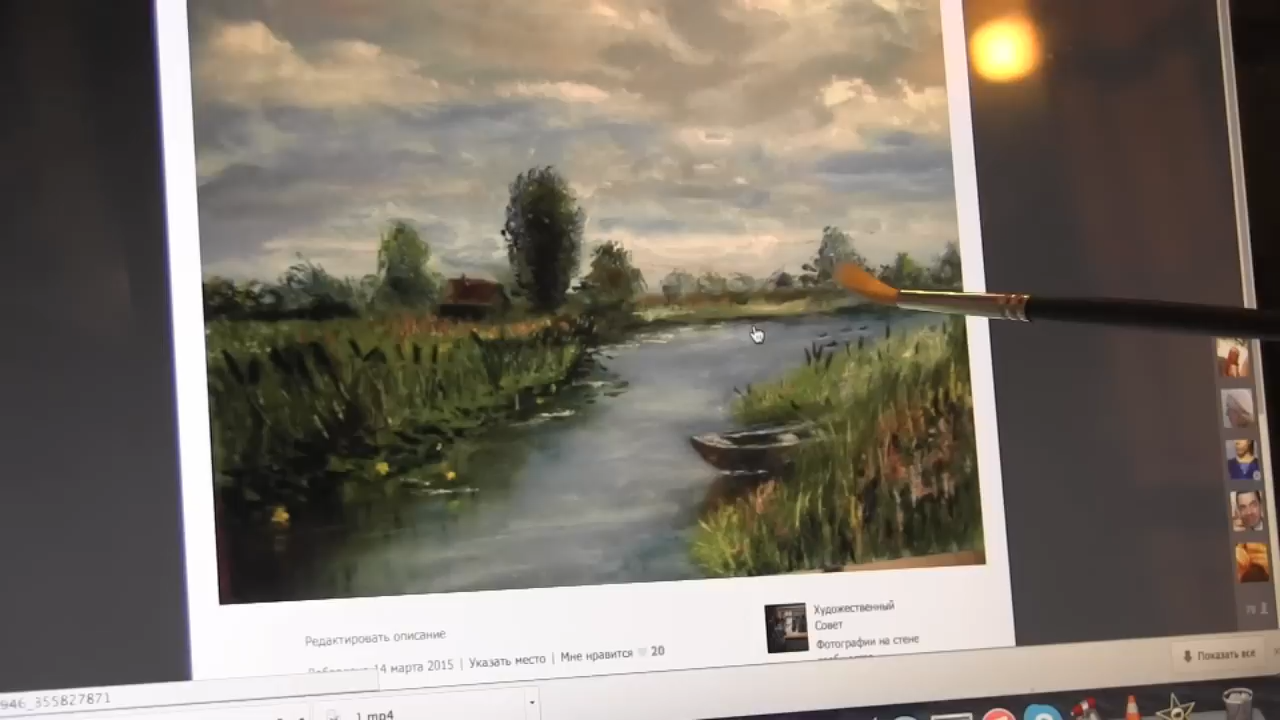 Редактировать описание
14 марта 2015 | Указать место | Мне нравится 20
Художественный
Совет
Фотографии на стене
Показать все
946_355827871
1.mp4